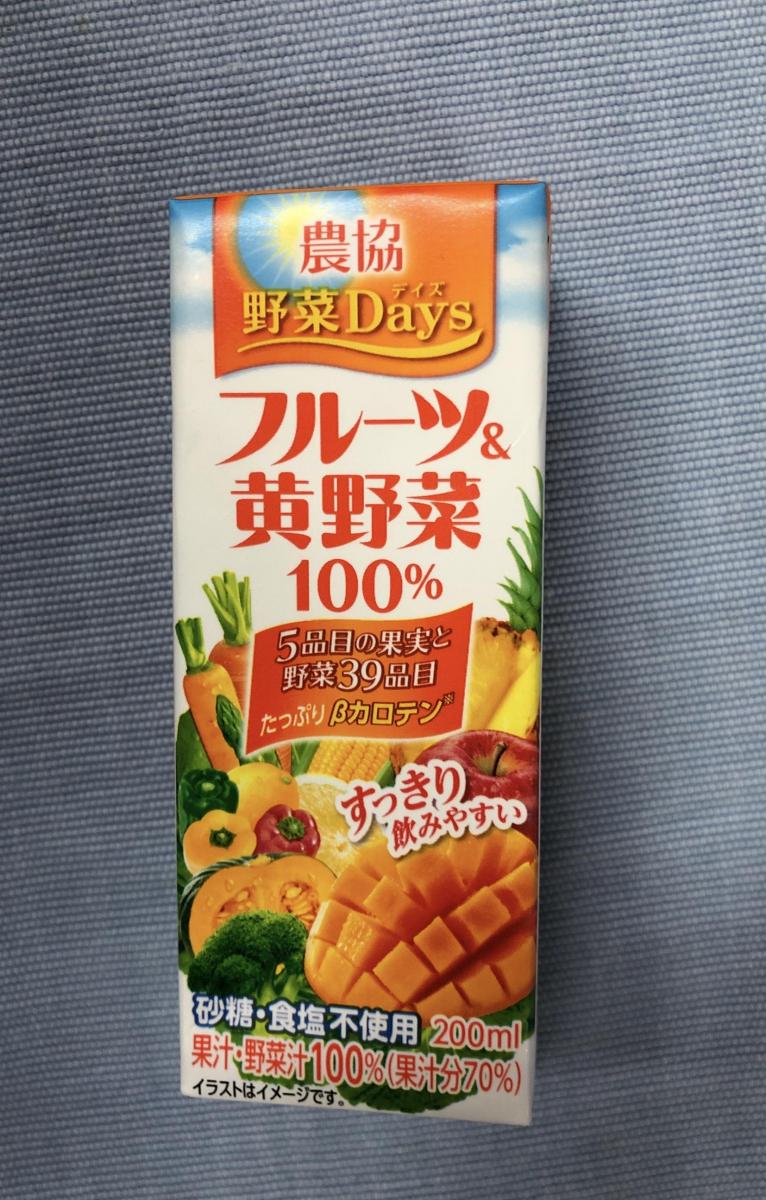 農協
デイズ
野菜Days
フルーツ&
黄野菜
100%
5品目の果実と
野菜39品目
たっぷり βカロテン※
すっきり
飲みやすい
砂糖・食塩不使用 200ml
果汁・野菜汁100%(果汁分70%)
イラストはイメージです。